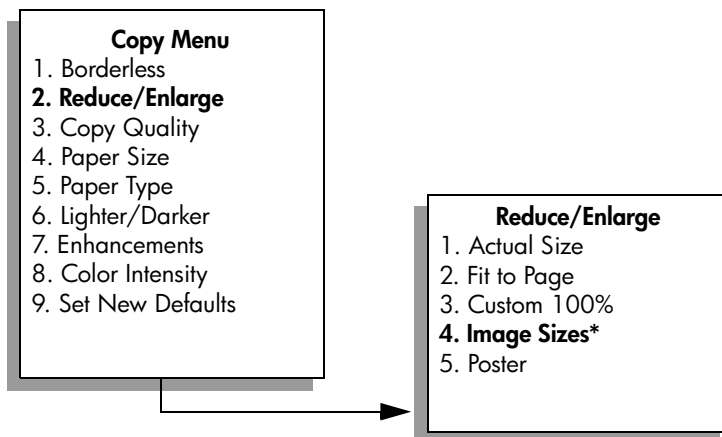 Copy Menu
1. Borderless
2. Reduce/Enlarge
3. Copy Quality
4. Paper Size
5. Paper Type
6. Lighter/Darker
7. Enhancements
8. Color Intensity
9. Set New Defaults
Reduce/Enlarge
1. Actual Size
2. Fit to Page
3. Custom 100%
4. Image Sizes*
5. Poster